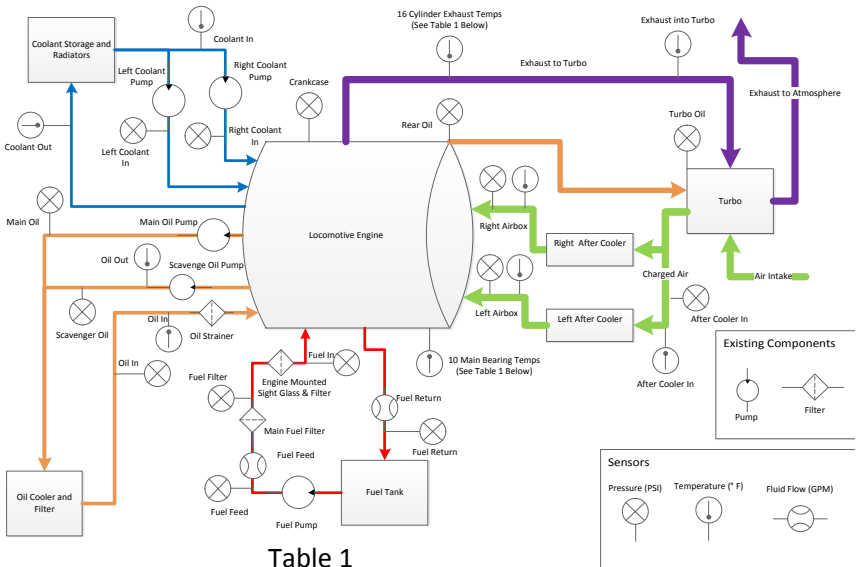 Coolant In
16 Cylinder Exhaust Temps
(See Table 1 Below)
Exhaust into Turbo
Coolant Storage and
Radiators
Left Coolant
Pump
Right Coolant
Pump
Crankcase
Exhaust to Turbo
Exhaust to Atmosphere
Rear Oil
Turbo Oil
Coolant Out
Left Coolant
In
Right Coolant
In
Main Oil
Main Oil Pump
Locomotive Engine
Turbo
Right Airbox
Right After Cooler
Oil Out
Scavenge Oil Pump
Charged Air
Air Intake
Left Airbox
Left After Cooler
After Cooler In
Scavenger Oil
Oil In
Oil Strainer
Oil In
Fuel In
10 Main Bearing Temps
(See Table 1 Below)
After Cooler In
Existing Components
Pump
Filter
Fuel Filter
Engine Mounted
Sight Glass & Filter
Fuel Return
Main Fuel Filter
Fuel Return
Fuel Feed
Oil Cooler and
Filter
Fuel Feed
Fuel Pump
Fuel Tank
Sensors
Pressure (PSI)
Temperature (° F)
Fluid Flow (GPM)
Table 1